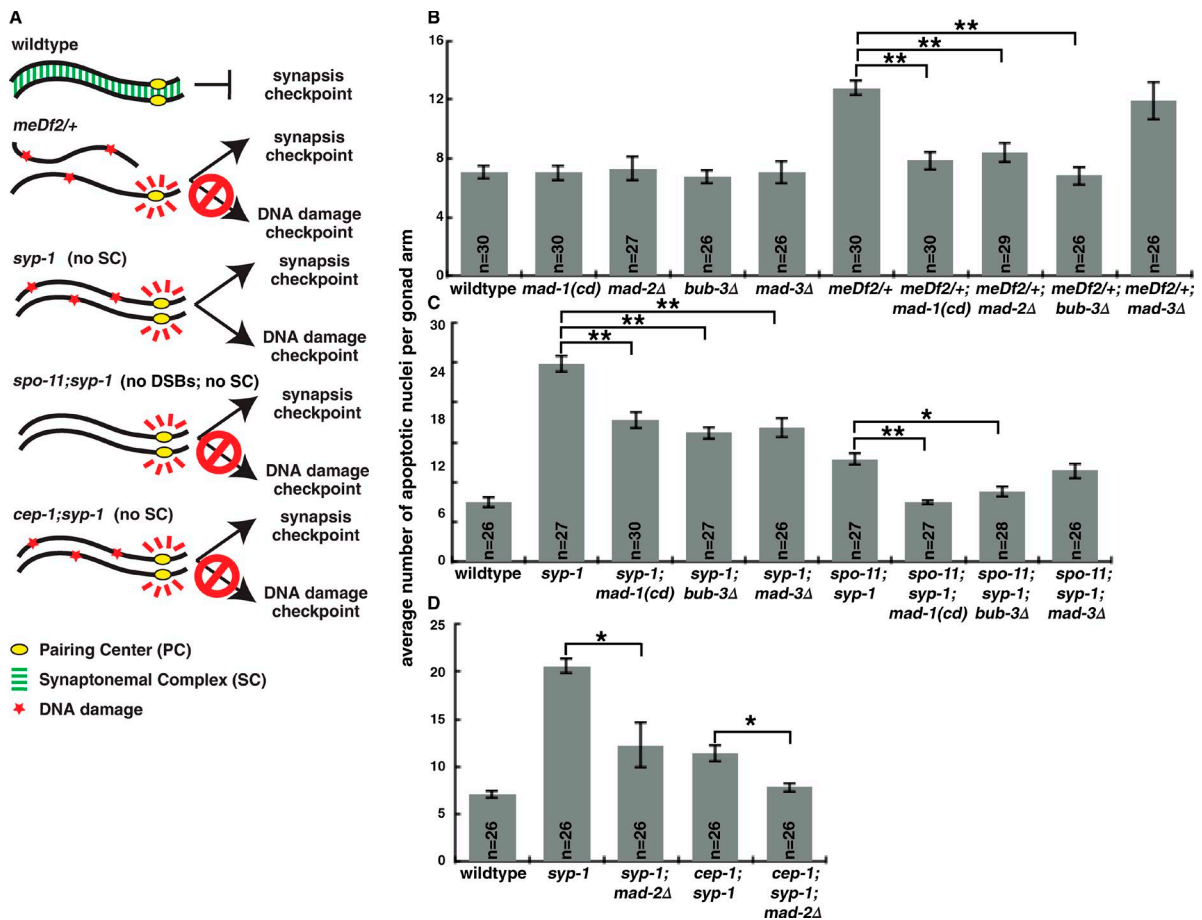 A
wildtype
synapsis
checkpoint
meDf2/+
synapsis
checkpoint
DNA damage
checkpoint
syp-1 (no SC)
synapsis
checkpoint
DNA damage
checkpoint
spo-11;syp-1 (no DSBs; no SC)
synapsis
checkpoint
DNA damage
checkpoint
cep-1;syp-1 (no SC)
synapsis
checkpoint
DNA damage
checkpoint
Pairing Center (PC)
Synaptonemal Complex (SC)
DNA damage
average number of apoptotic nuclei per gonad arm
B
16
12
8
4
0
** ** **
n=30 n=30 n=27 n=26 n=26 n=30 n=30 n=29 n=26 n=26
wildtype mad-1(cd) mad-2Δ bub-3Δ mad-3Δ meDf2/+ meDf2/+; meDf2/+; meDf2/+; meDf2/+;
mad-1(cd) mad-2Δ bub-3Δ mad-3Δ
C
30
24
18
12
6
0
** ** ** ** *
n=26 n=27 n=30 n=27 n=26 n=27 n=27 n=28 n=26
wildtype syp-1 syp-1; syp-1; syp-1; spo-11; spo-11; spo-11; spo-11;
mad-1(cd) bub-3Δ mad-3Δ syp-1 syp-1; syp-1; syp-1;
mad-1(cd) bub-3Δ mad-3Δ
D
25
20
15
10
5
0
* *
n=26 n=26 n=26 n=26 n=26
wildtype syp-1 syp-1; cep-1; cep-1;
mad-2Δ syp-1 syp-1;
mad-2Δ